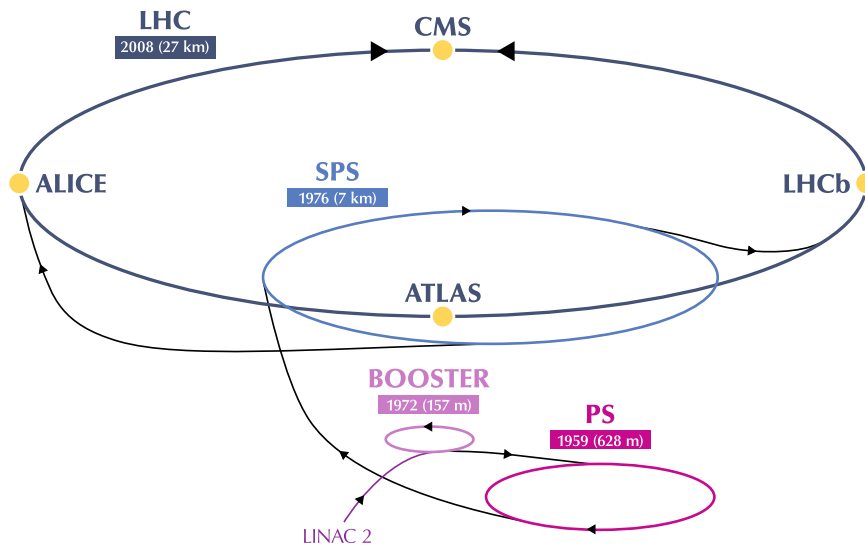 LHC
2008 (27 km)
CMS
ALICE
SPS
1976 (7 km)
LHCb
ATLAS
BOOSTER
1972 (157 m)
PS
1959 (628 m)
LINAC 2